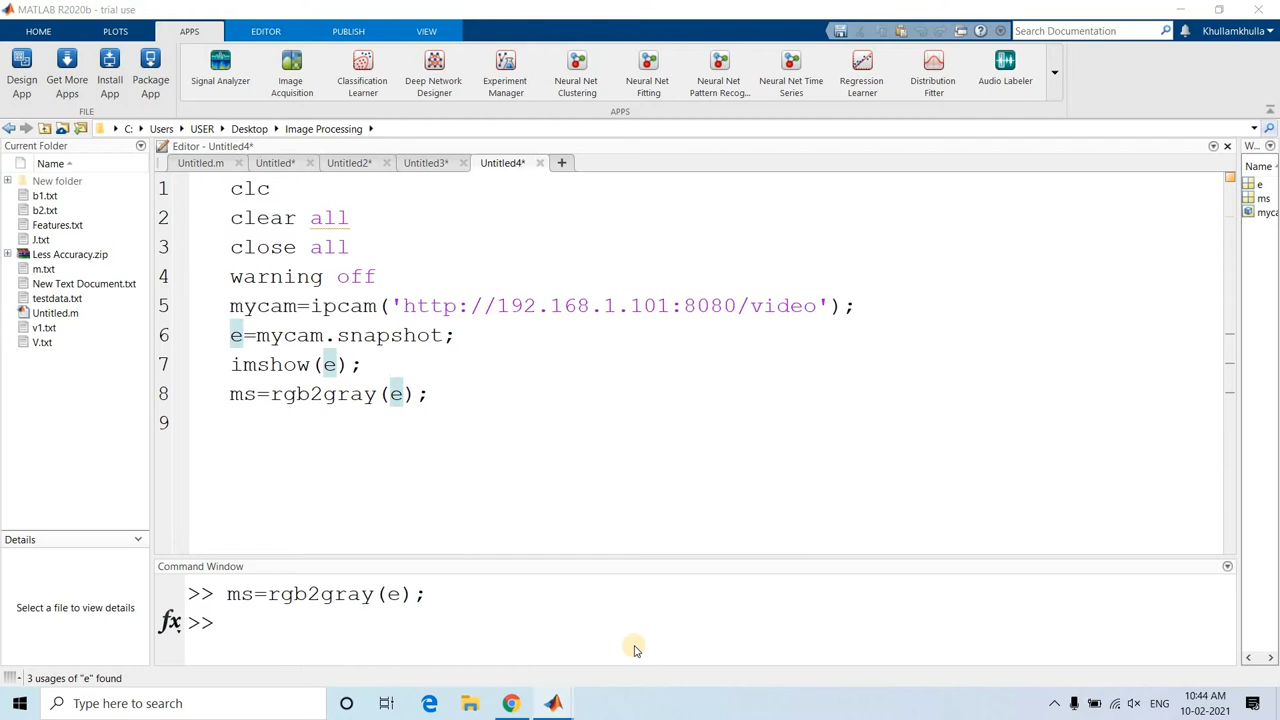 MATLAB R2020b - trial use
HOME PLOTS APPS EDITOR PUBLISH VIEW Search Documentation Khullamkhulla
Design App
Get More Apps
Install App
Package App
Signal Analyzer
Image Acquisition
Classification Learner
Deep Network Designer
Experiment Manager
Neural Net Clustering
Neural Net Fitting
Neural Net Pattern Recog...
Neural Net Time Series
Regression Learner
Distribution Fitter
Audio Labeler
FILE APPS
C: Users USER Desktop Image Processing
Current Folder
Name
New folder
b1.txt
b2.txt
Features.txt
J.txt
Less Accuracy.zip
m.txt
New Text Document.txt
testdata.txt
Untitled.m
v1.txt
V.txt
Details
Select a file to view details
Editor - Untitled4*
Untitled.m Untitled* Untitled2* Untitled3* Untitled4*
1 clc
2 clear all
3 close all
4 warning off
5 mycam=ipcam('http://192.168.1.101:8080/video');
6 e=mycam.snapshot;
7 imshow(e);
8 ms=rgb2gray(e);
9
Command Window
>> ms=rgb2gray(e);
fx >>
W...
Name
e
ms
myca
3 usages of "e" found
Type here to search
ENG
10:44 AM
10-02-2021